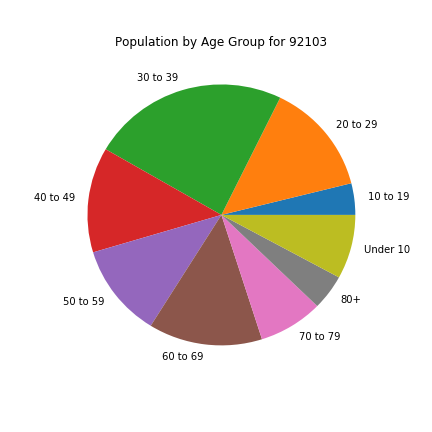 Population by Age Group for 92103
30 to 39
20 to 29
40 to 49
10 to 19
Under 10
50 to 59
80+
70 to 79
60 to 69